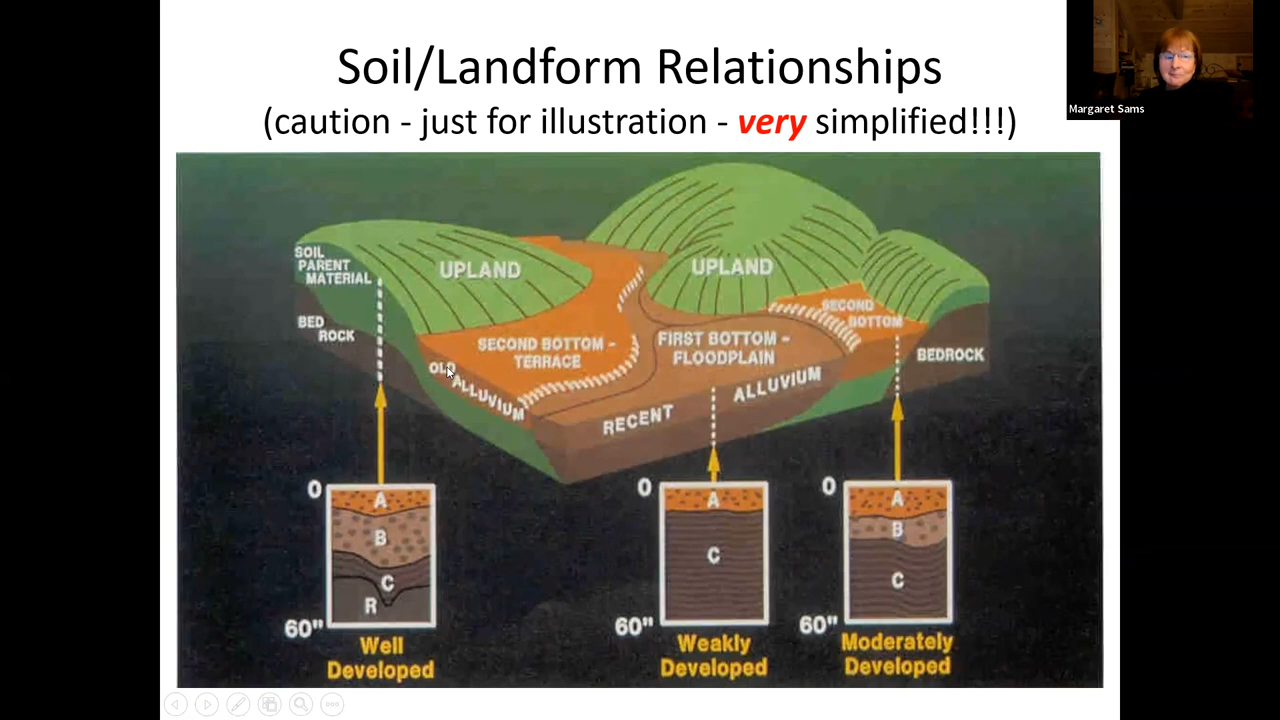 Soil/Landform Relationships
(caution - just for illustration - very simplified!!!)
Margaret Sams
SOIL
PARENT
MATERIAL
UPLAND
UPLAND
BED
ROCK
SECOND
BOTTOM
SECOND BOTTOM -
TERRACE
FIRST BOTTOM -
FLOODPLAIN
BEDROCK
OLD
ALLUVIUM
RECENT
ALLUVIUM
0
A
B
C
R
60"
Well
Developed
0
A
C
60"
Weakly
Developed
0
A
B
C
60"
Moderately
Developed